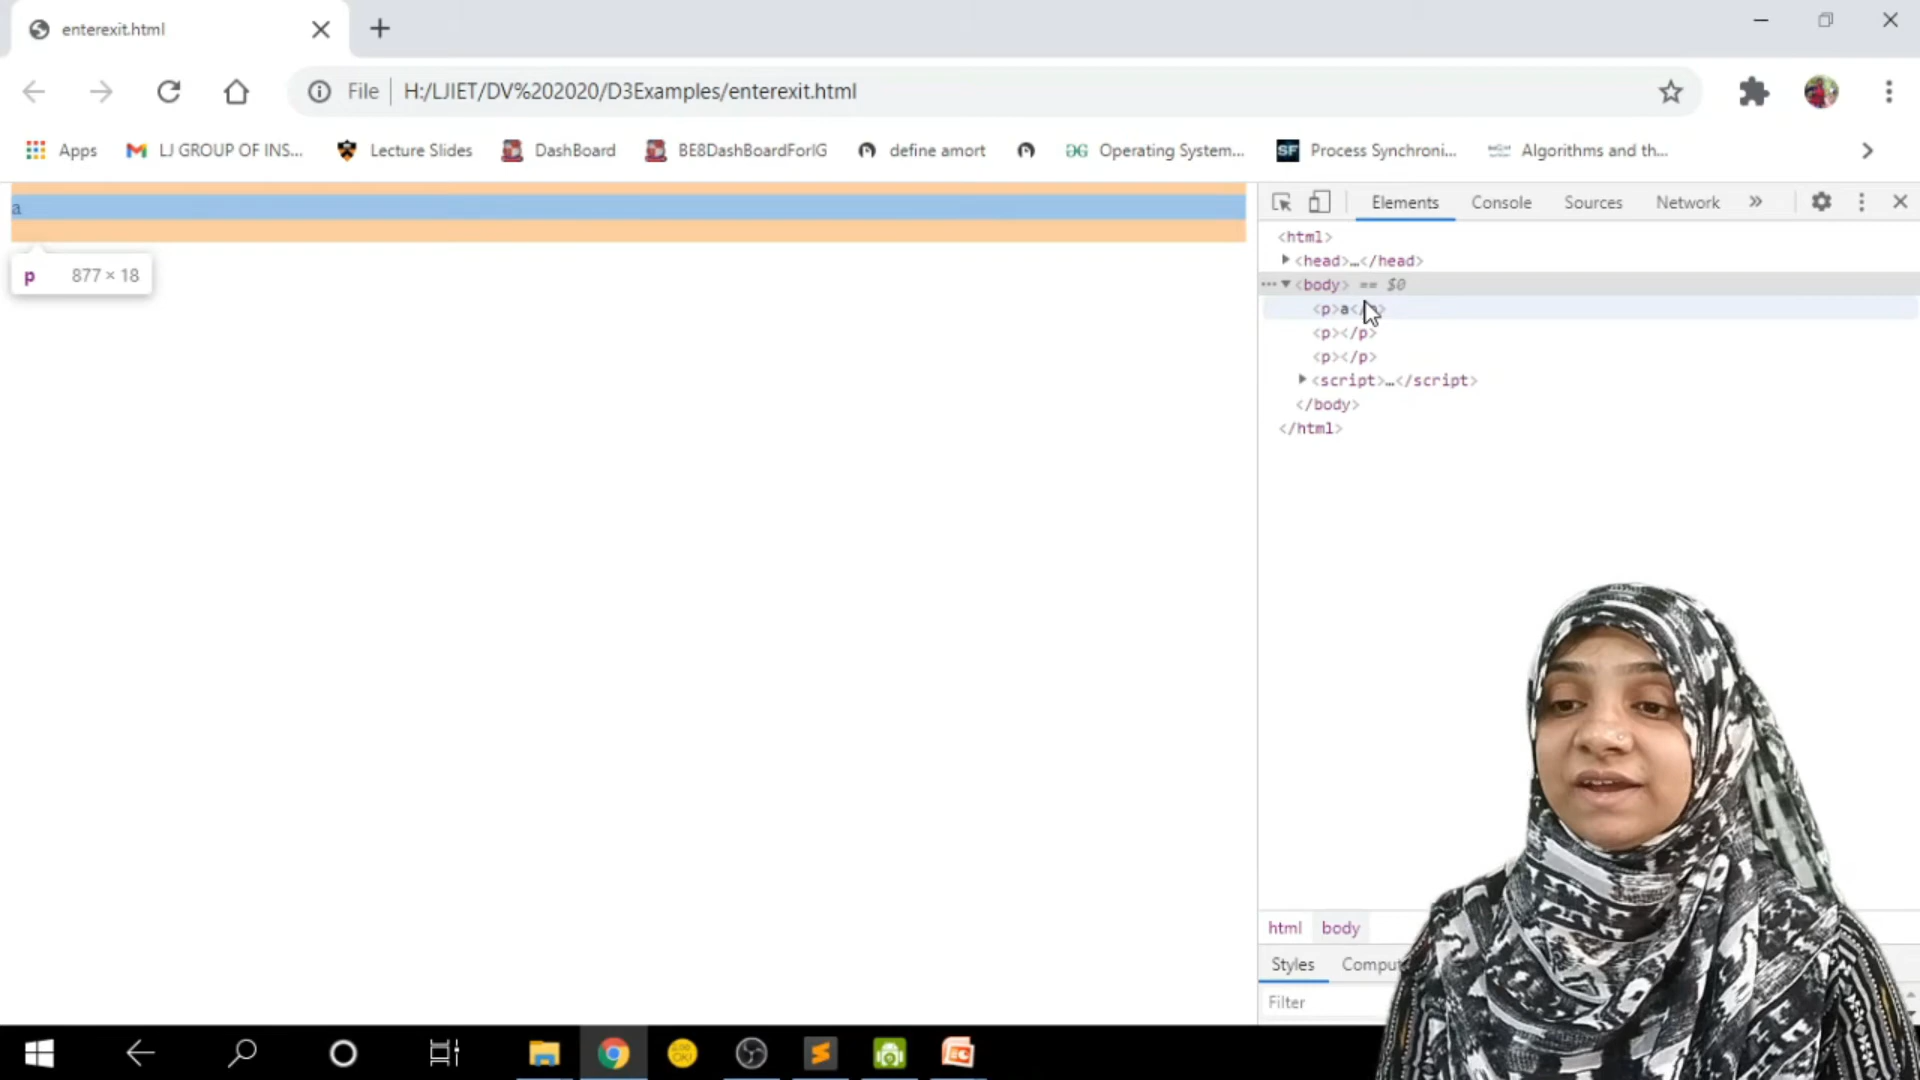 enterexit.html
File H:/LJIET/DV%202020/D3Examples/enterexit.html
Apps LJ GROUP OF INS... Lecture Slides DashBoard BE8DashBoardForIG define amort Operating System... Process Synchroni... Algorithms and th...
a
p 877 × 18
Elements Console Sources Network »
<html>
<head>…</head>
<body> == $0
<p>a</p>
<p></p>
<p></p>
<script>…</script>
</body>
</html>
html body
Styles
Filter